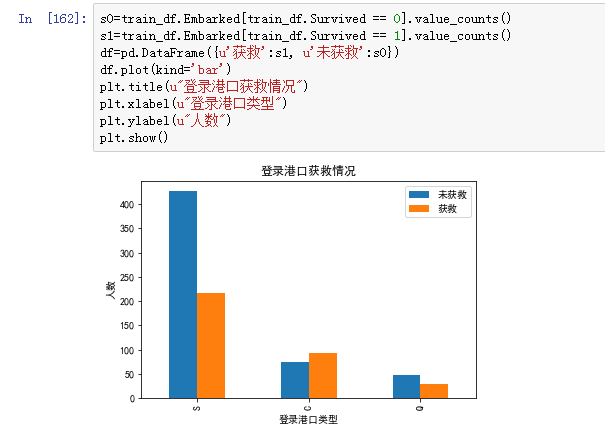 In [162]:
s0=train_df.Embarked[train_df.Survived == 0].value_counts()
s1=train_df.Embarked[train_df.Survived == 1].value_counts()
df=pd.DataFrame({u'获救':s1, u'未获救':s0})
df.plot(kind='bar')
plt.title(u"登录港口获救情况")
plt.xlabel(u"登录港口类型")
plt.ylabel(u"人数")
plt.show()
登录港口获救情况
未获救
获救
400
350
300
250
200
150
100
50
0
人数
S
C
Q
登录港口类型